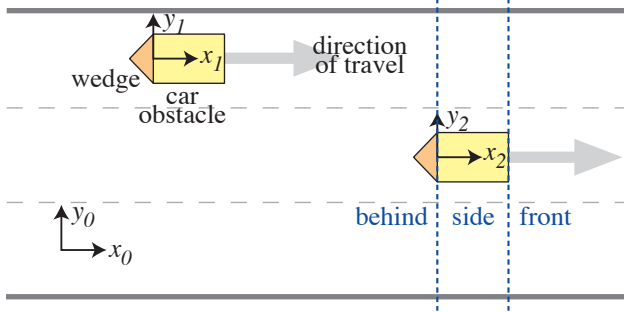 y1
x1
direction
of travel
wedge
car
obstacle
y2
x2
behind
side
front
y0
x0